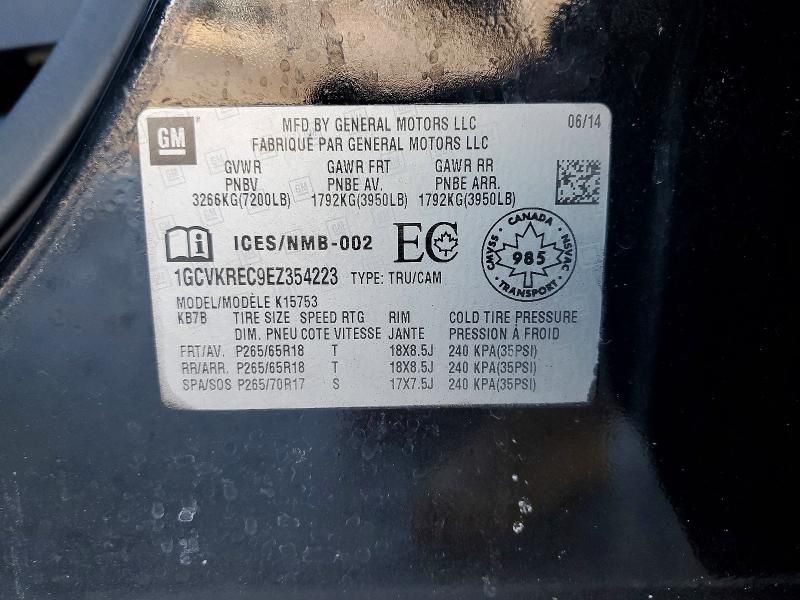 GM
MFD BY GENERAL MOTORS LLC 06/14
FABRIQUÉ PAR GENERAL MOTORS LLC
GVWR GAWR FRT GAWR RR
PNBV PNBE AV. PNBE ARR.
3266KG(7200LB) 1792KG(3950LB) 1792KG(3950LB)
i ICES/NMB-002 EC
CANADA
CMVSS 985 NSVAC
TRANSPORT
1GCVKREC9EZ354223 TYPE: TRU/CAM
MODEL/MODÈLE K15753
KB7B TIRE SIZE SPEED RTG RIM COLD TIRE PRESSURE
DIM. PNEU COTE VITESSE JANTE PRESSION À FROID
FRT/AV. P265/65R18 T 18X8.5J 240 KPA(35PSI)
RR/ARR. P265/65R18 T 18X8.5J 240 KPA(35PSI)
SPA/SOS P265/70R17 S 17X7.5J 240 KPA(35PSI)